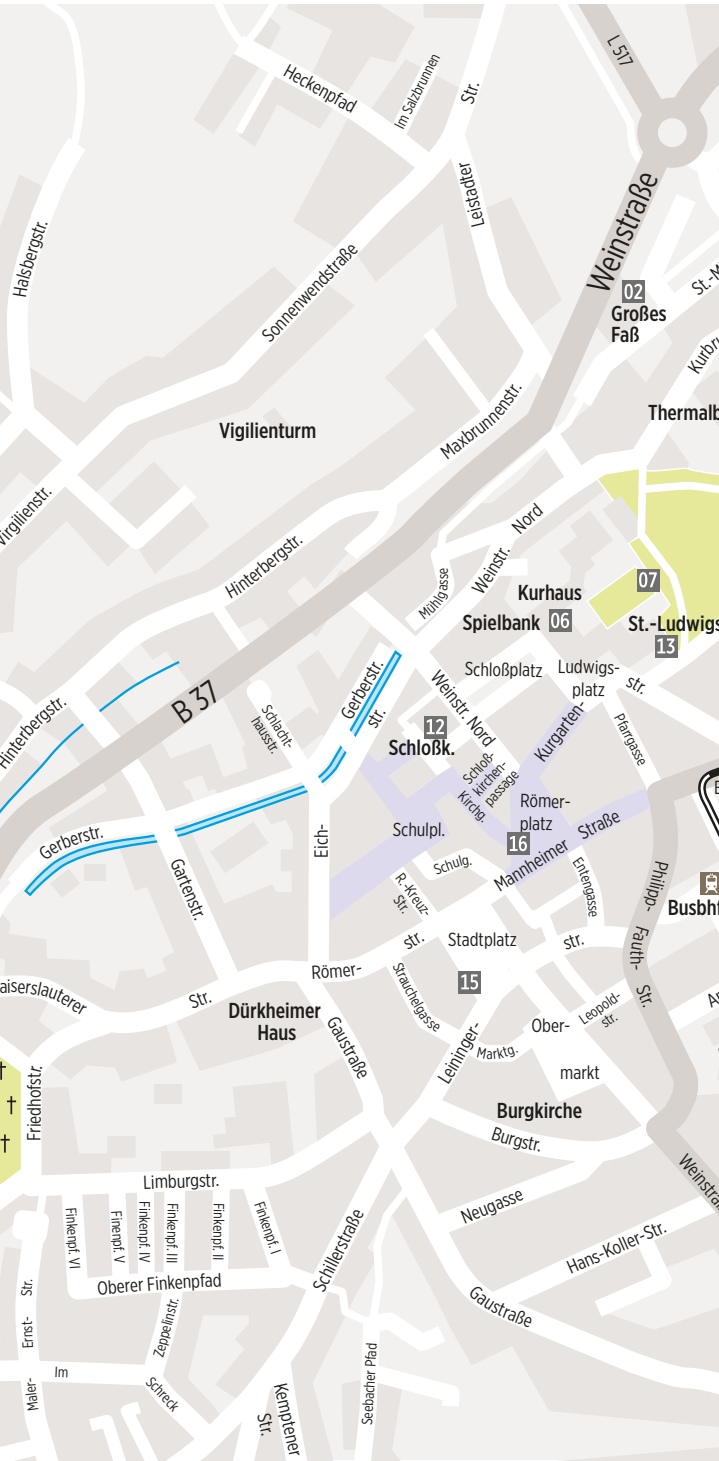 L 517
Heckenpfad
Im Salzbrunnen
Str.
Leistadter
Halsbergstr.
Sonnenwendstraße
Weinstraße
02
Großes
Faß
St.-M
Kurbru
Thermalb
Maxbrunnenstr.
Vigilienturm
Virgilienstr.
Nord
Weinstr.
Hinterbergstr.
Mühlgasse
Kurhaus
07
Spielbank 06
St.-Ludwigs
13
Schloßplatz
Ludwigs-
platz
str.
Gerberstr.
str.
Weinstr. Nord
Hinterbergstr.
B 37
Schlacht-
hausstr.
12
Schloßk.
Kurgarten-
Pfarrgasse
Schloß-
kirchen-
passage
Kirchg.
Römer-
platz
16
Schulpl.
Mannheimer Straße
Gerberstr.
Eich-
Schulg.
Gartenstr.
R.-Kreuz-
Str.
Entengasse
Philipp-
Fauth-
Str.
Busbhf
str.
Stadtplatz
str.
Römer-
15
aiserslauterer
Str.
Strauchelgasse
Dürkheimer
Haus
Gaustraße
Leininger-
Marktg.
Ober-
markt
Leopold-
str.
Friedhofstr.
Burgkirche
Burgstr.
Limburgstr.
Weinstra
Neugasse
Finkenpf. VI
Finenpf. V
Finkenpf. IV
Finkenpf. III
Finkenpf. II
Finkenpf. I
Schillerstraße
Hans-Koller-Str.
Oberer Finkenpfad
Gaustraße
Zeppelinstr.
Maler-
Ernst-
Str.
Im
Schreck
Kemptener
Str.
Seebacher Pfad